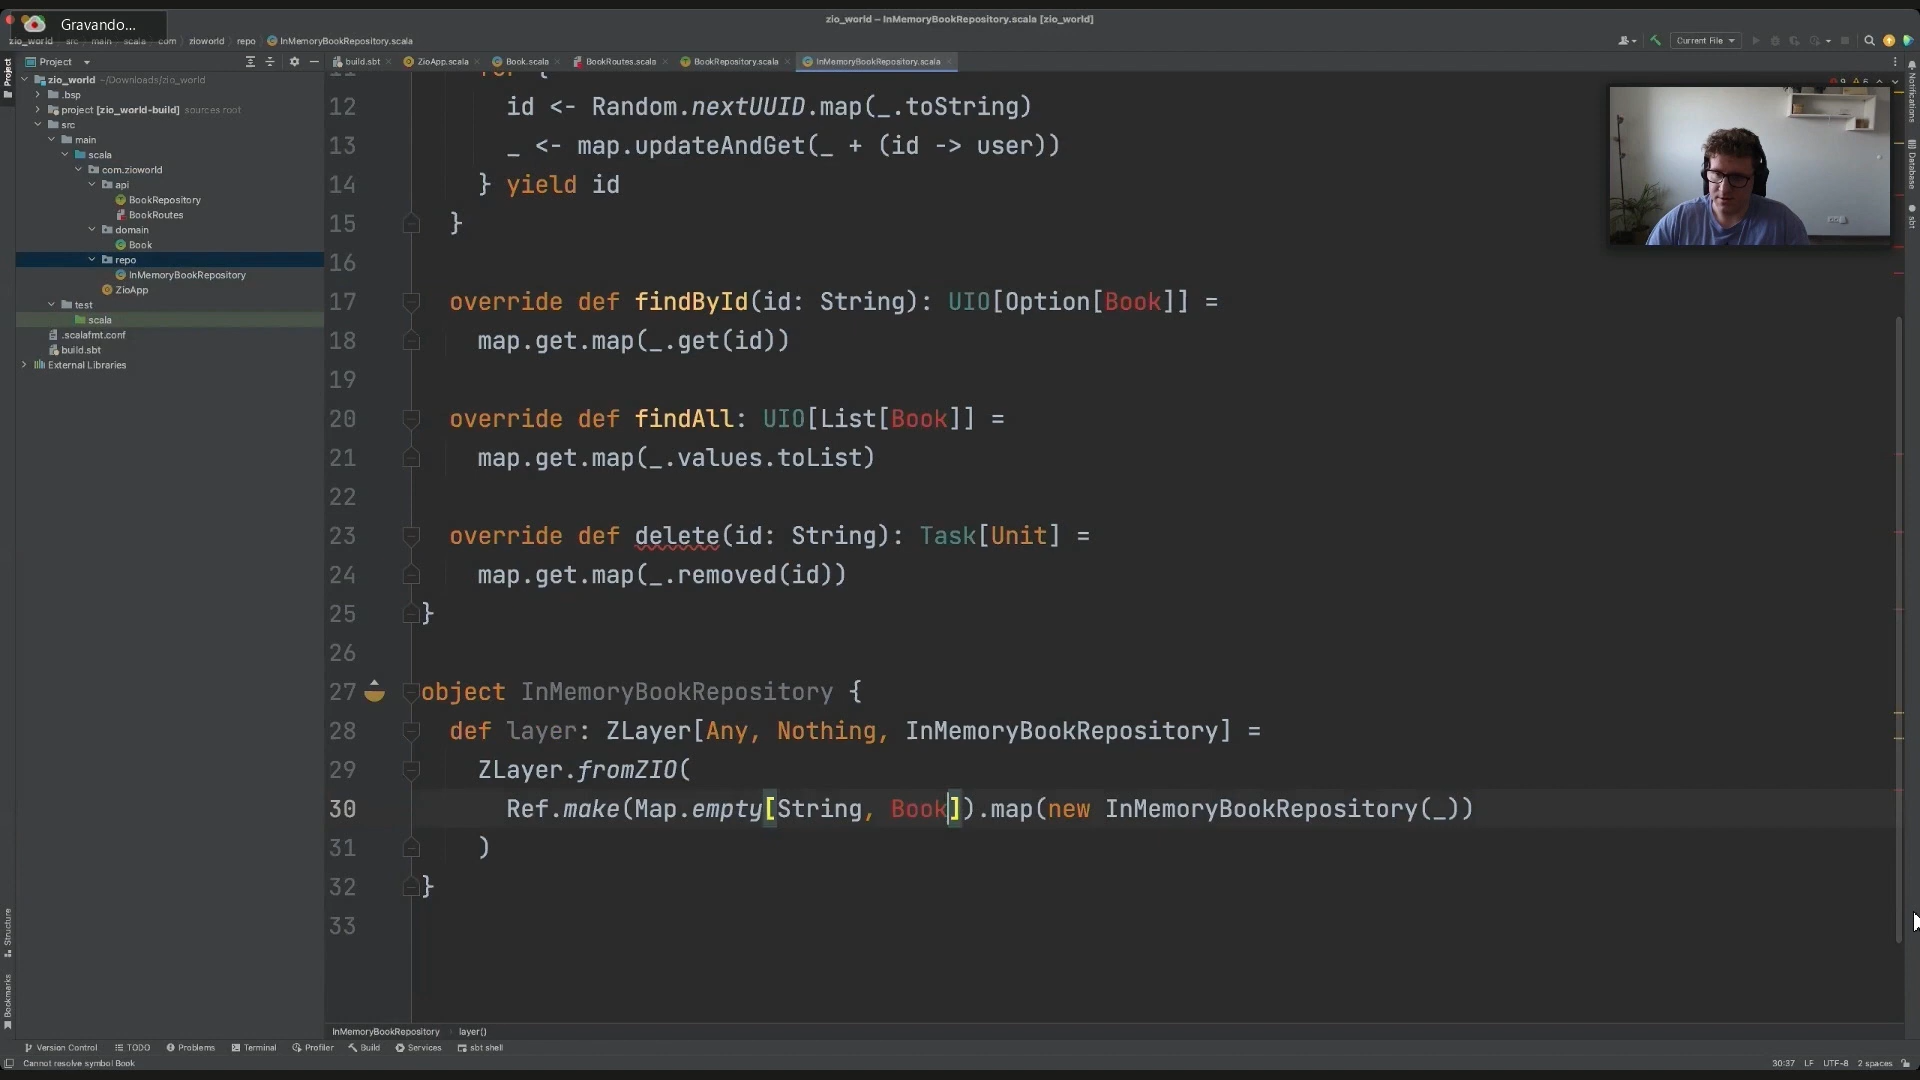 Gravando...
zio_world – InMemoryBookRepository.scala [zio_world]
zio_world src main scala com zioworld repo InMemoryBookRepository.scala
Current File
Project
build.sbt ZioApp.scala Book.scala BookRoutes.scala BookRepository.scala InMemoryBookRepository.scala
Project
zio_world ~/Downloads/zio_world
.bsp
project [zio_world-build] sources root
src
main
scala
com.zioworld
api
BookRepository
BookRoutes
domain
Book
repo
InMemoryBookRepository
ZioApp
test
scala
.scalafmt.conf
build.sbt
External Libraries
12 id <- Random.nextUUID.map(_.toString)
13 _ <- map.updateAndGet(_ + (id -> user))
14 } yield id
15 }
16
17 override def findById(id: String): UIO[Option[Book]] =
18 map.get.map(_.get(id))
19
20 override def findAll: UIO[List[Book]] =
21 map.get.map(_.values.toList)
22
23 override def delete(id: String): Task[Unit] =
24 map.get.map(_.removed(id))
25 }
26
27 object InMemoryBookRepository {
28 def layer: ZLayer[Any, Nothing, InMemoryBookRepository] =
29 ZLayer.fromZIO(
30 Ref.make(Map.empty[String, Book]).map(new InMemoryBookRepository(_))
31 )
32 }
33
Notifications
Database
sbt
Structure
Bookmarks
InMemoryBookRepository layer()
Version Control TODO Problems Terminal Profiler Build Services sbt shell
Cannot resolve symbol Book
30:37 LF UTF-8 2 spaces